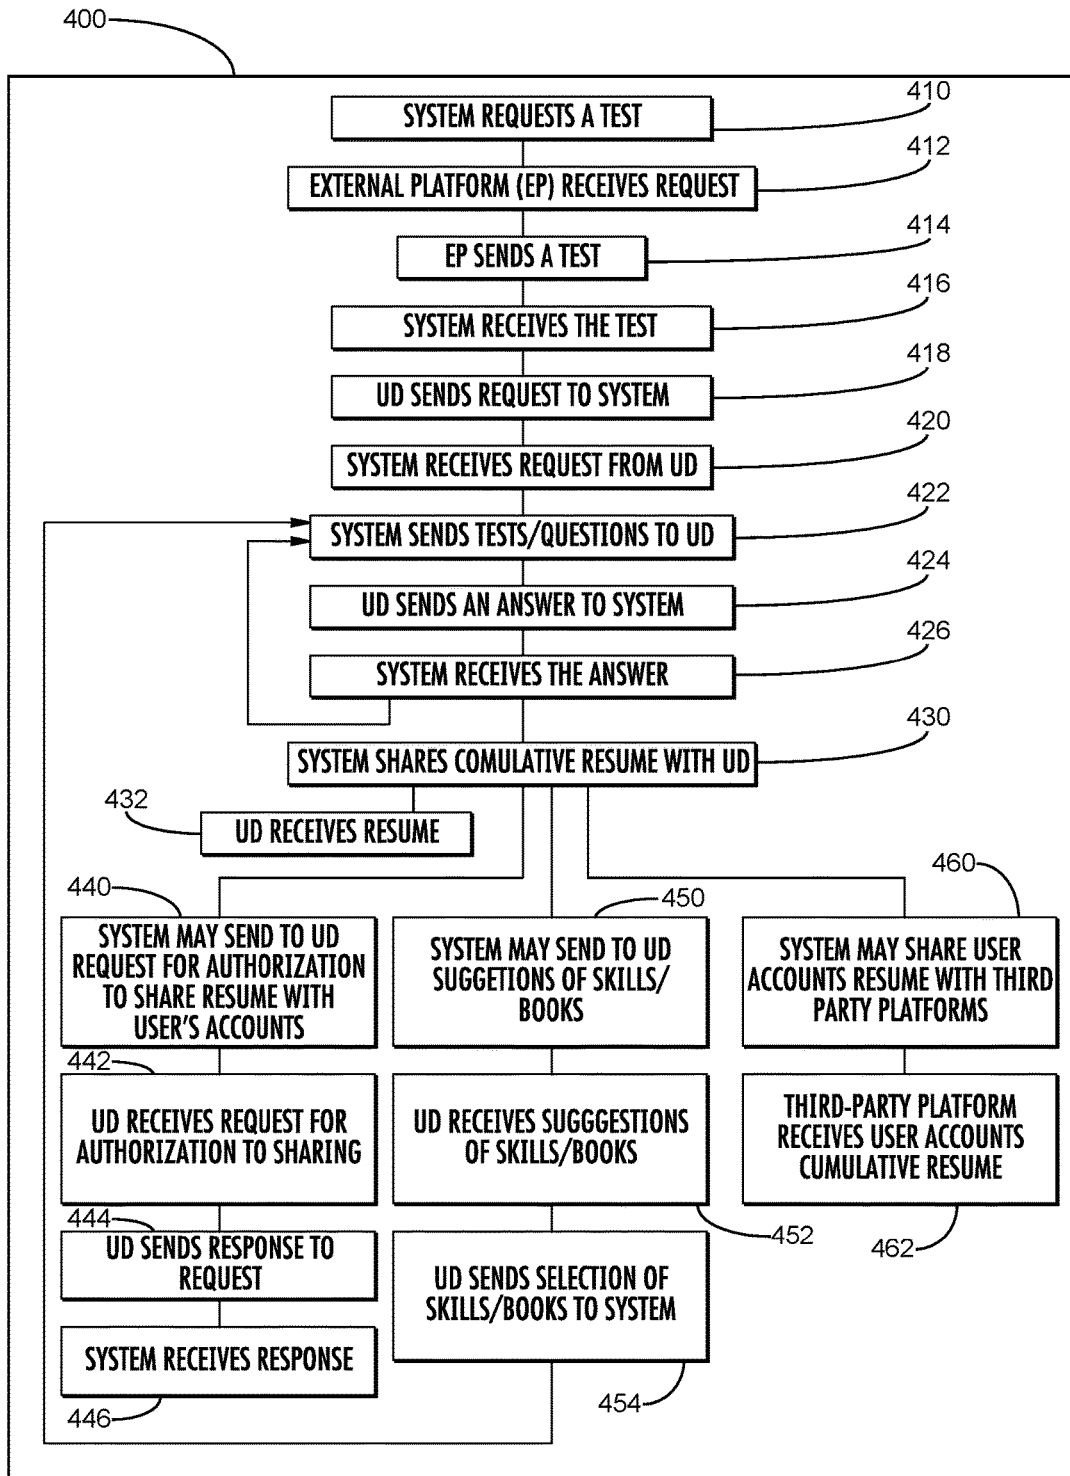 400
410
SYSTEM REQUESTS A TEST
412
EXTERNAL PLATFORM (EP) RECEIVES REQUEST
414
EP SENDS A TEST
416
SYSTEM RECEIVES THE TEST
418
UD SENDS REQUEST TO SYSTEM
420
SYSTEM RECEIVES REQUEST FROM UD
422
SYSTEM SENDS TESTS/QUESTIONS TO UD
424
UD SENDS AN ANSWER TO SYSTEM
426
SYSTEM RECEIVES THE ANSWER
430
SYSTEM SHARES COMULATIVE RESUME WITH UD
432
UD RECEIVES RESUME
440
SYSTEM MAY SEND TO UD
REQUEST FOR AUTHORIZATION
TO SHARE RESUME WITH
USER'S ACCOUNTS
450
SYSTEM MAY SEND TO UD
SUGGETIONS OF SKILLS/
BOOKS
460
SYSTEM MAY SHARE USER
ACCOUNTS RESUME WITH THIRD
PARTY PLATFORMS
442
UD RECEIVES REQUEST FOR
AUTHORIZATION TO SHARING
UD RECEIVES SUGGGESTIONS
OF SKILLS/BOOKS
452
THIRD-PARTY PLATFORM
RECEIVES USER ACCOUNTS
CUMULATIVE RESUME
462
444
UD SENDS RESPONSE TO
REQUEST
UD SENDS SELECTION OF
SKILLS/BOOKS TO SYSTEM
454
SYSTEM RECEIVES RESPONSE
446